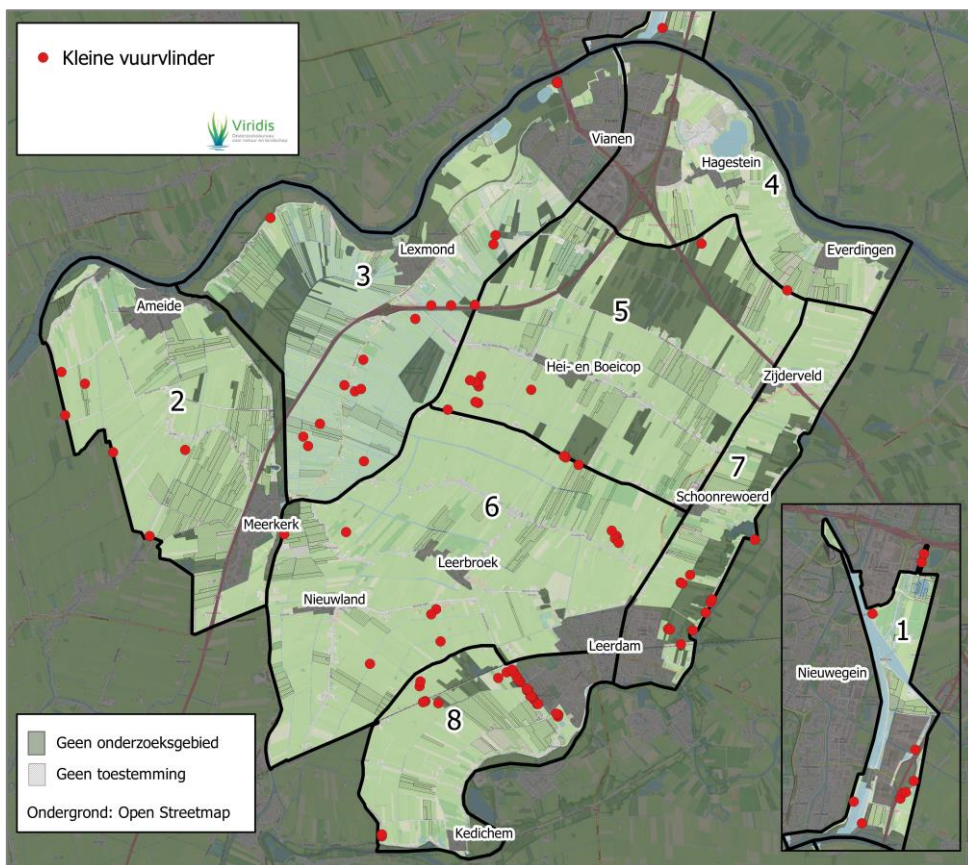 Kleine vuurvlinder
Viridis
Vianen
Hagestein
4
Lexmond
3
Everdingen
Ameide
5
Hei- en Boeicop
Zijderveld
2
7
Schoonrewoerd
6
Meerkerk
Leerbroek
Nieuwland
Leerdam
1
Nieuwegein
8
Geen onderzoeksgebied
Geen toestemming
Ondergrond: Open Streetmap
Kedichem